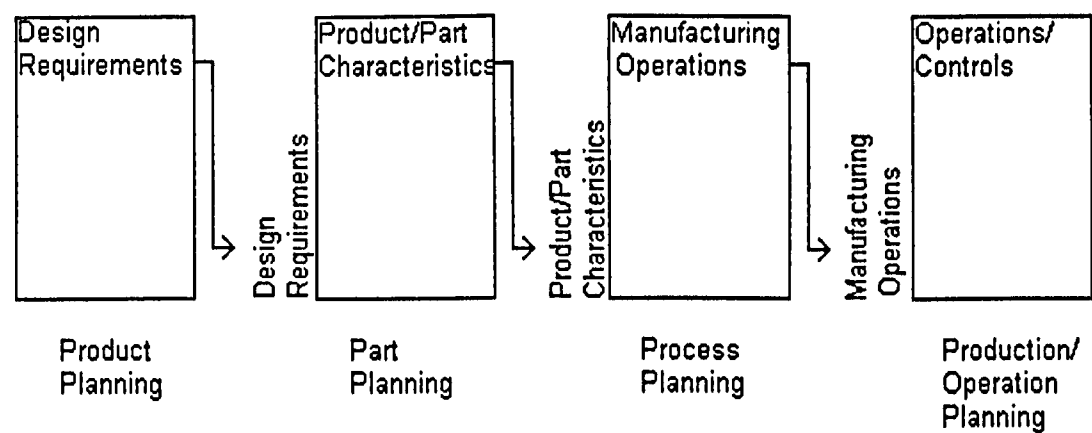 Design
Requirements
Product/Part
Characteristics
Manufacturing
Operations
Operations/
Controls
Design
Requirements
Product/Part
Characteristics
Manufacturing
Operations
Product
Planning
Part
Planning
Process
Planning
Production/
Operation
Planning